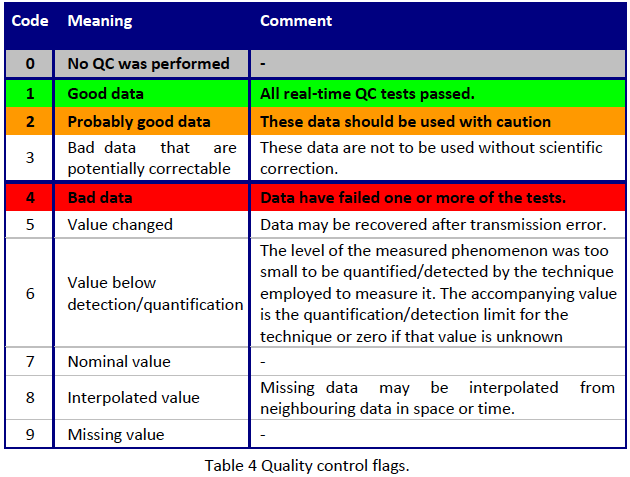 Code Meaning Comment
0 No QC was performed -
1 Good data All real-time QC tests passed.
2 Probably good data These data should be used with caution
3 Bad data that are potentially correctable These data are not to be used without scientific correction.
4 Bad data Data have failed one or more of the tests.
5 Value changed Data may be recovered after transmission error.
6 Value below detection/quantification The level of the measured phenomenon was too small to be quantified/detected by the technique employed to measure it. The accompanying value is the quantification/detection limit for the technique or zero if that value is unknown
7 Nominal value -
8 Interpolated value Missing data may be interpolated from neighbouring data in space or time.
9 Missing value -
Table 4 Quality control flags.